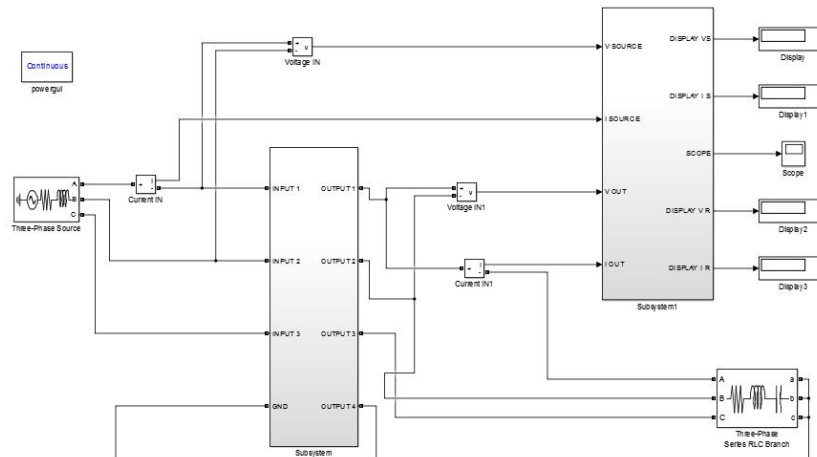 Continuous
powergui
A
B
C
Three-Phase Source
+
i
-
Current IN
+
-
v
Voltage IN
INPUT 1
INPUT 2
INPUT 3
GND
OUTPUT 1
OUTPUT 2
OUTPUT 3
OUTPUT 4
Subsystem
+
-
v
Voltage IN1
+
i
-
Current IN1
V SOURCE
I SOURCE
V OUT
I OUT
DISPLAY VS
DISPLAY I S
SCOPE
DISPLAY V R
DISPLAY I R
Subsystem1
Display
Display1
Scope
Display2
Display3
A
B
C
a
b
c
Three-Phase
Series RLC Branch